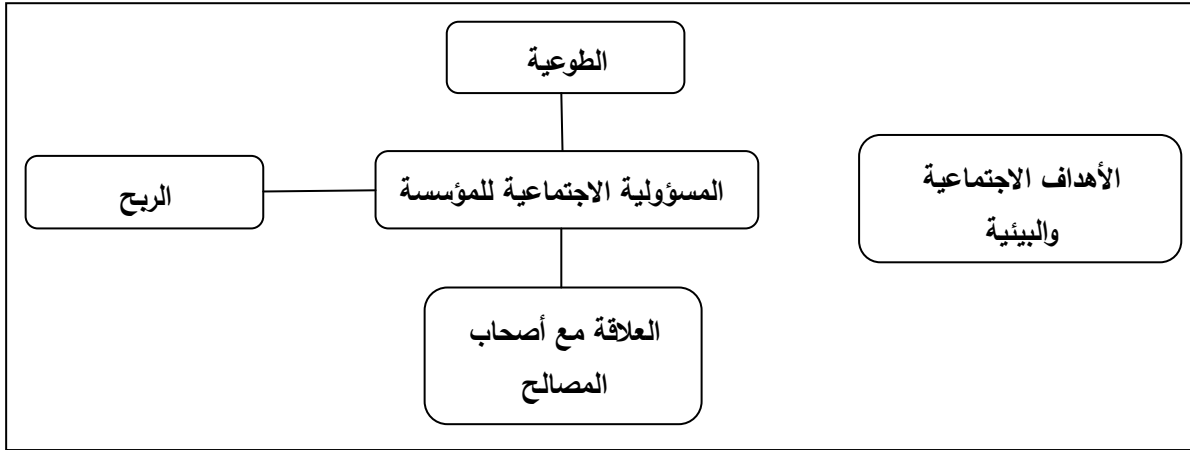 الطوعية
الأهداف الاجتماعية
والبيئية
المسؤولية الاجتماعية للمؤسسة
الربح
العلاقة مع أصحاب
المصالح